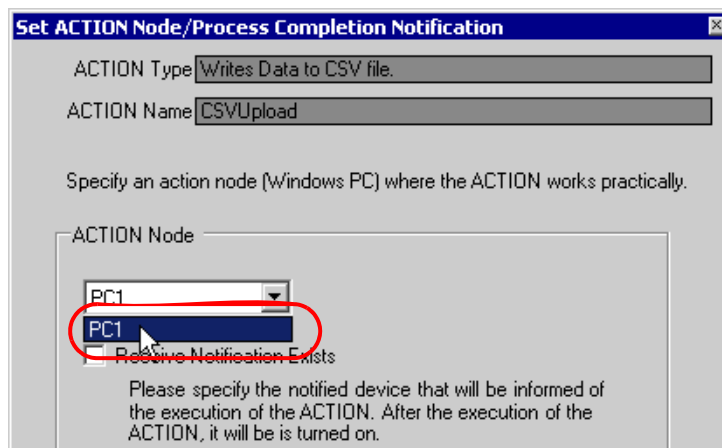 Set ACTION Node/Process Completion Notification
ACTION Type Writes Data to CSV file.
ACTION Name CSVUpload
Specify an action node (Windows PC) where the ACTION works practically.
ACTION Node
PC1
PC1
Receive Notification Exists
Please specify the notified device that will be informed of
the execution of the ACTION. After the execution of the
ACTION, it will be is turned on.